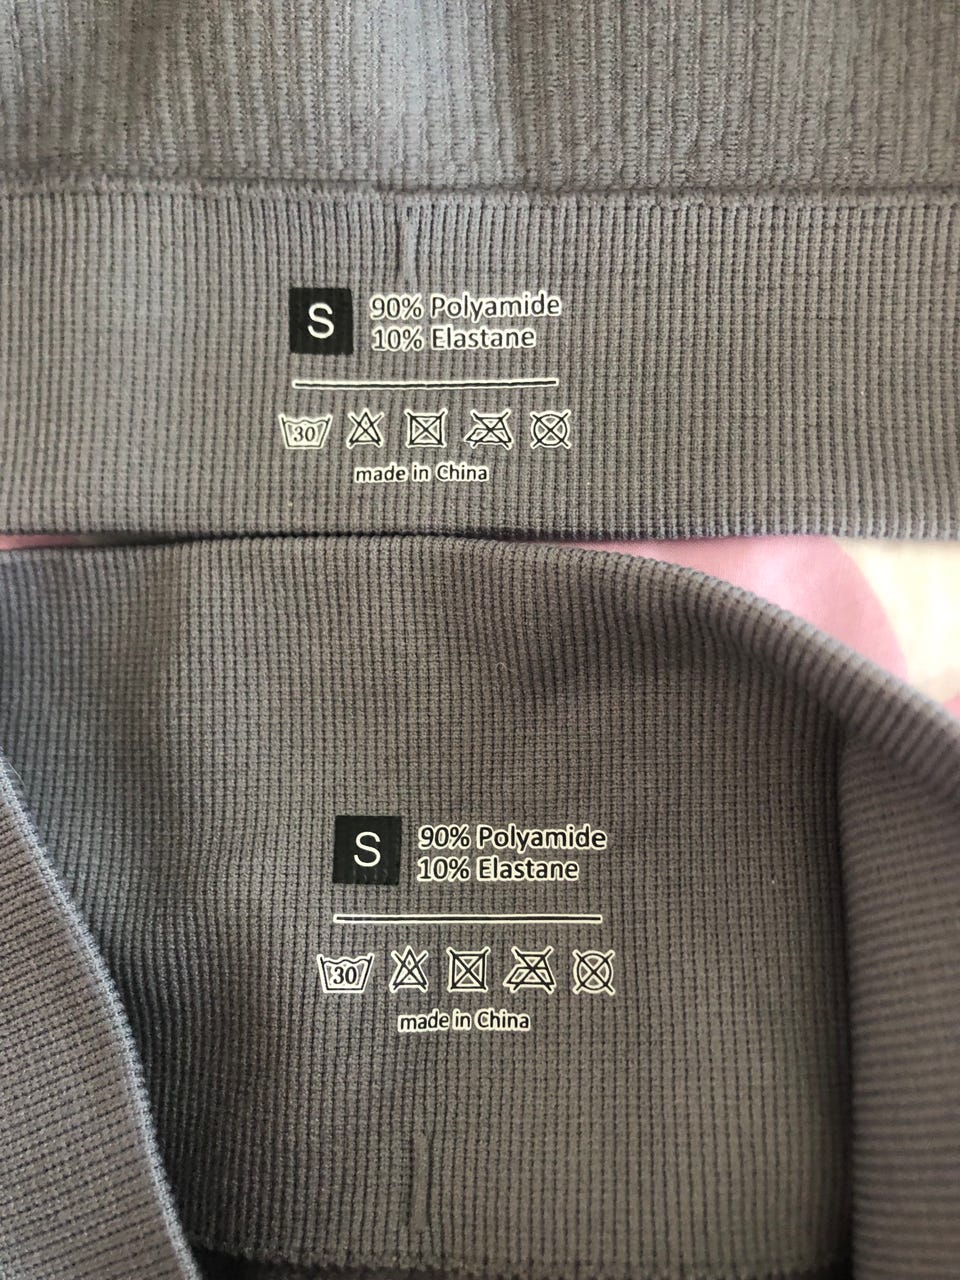 S
90% Polyamide
10% Elastane
30
made in China
S
90% Polyamide
10% Elastane
30
made in China